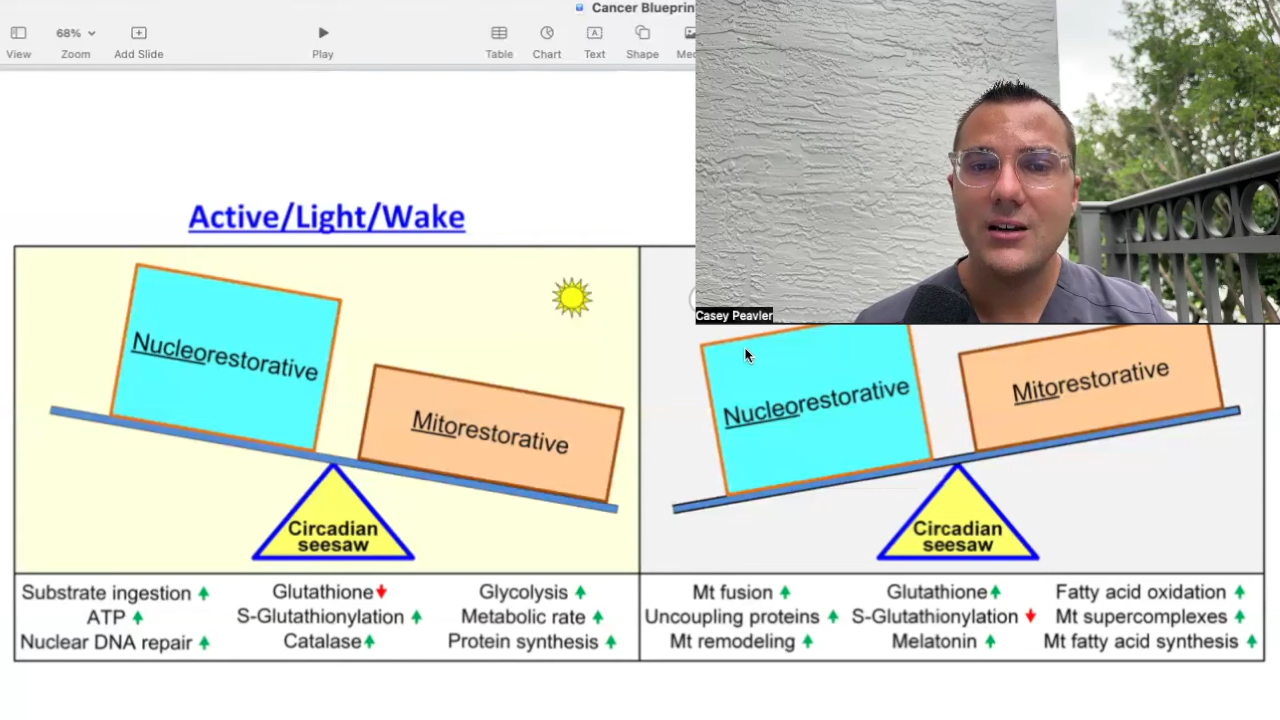 Cancer Blueprin
68%
View
Zoom
Add Slide
Play
Table
Chart
Text
Shape
Me
Casey Peavler
Active/Light/Wake
Nucleorestorative
Mitorestorative
Circadian
seesaw
Nucleorestorative
Mitorestorative
Circadian
seesaw
Substrate ingestion
Glutathione
Glycolysis
ATP
S-Glutathionylation
Metabolic rate
Nuclear DNA repair
Catalase
Protein synthesis
Mt fusion
Glutathione
Fatty acid oxidation
Uncoupling proteins
S-Glutathionylation
Mt supercomplexes
Mt remodeling
Melatonin
Mt fatty acid synthesis